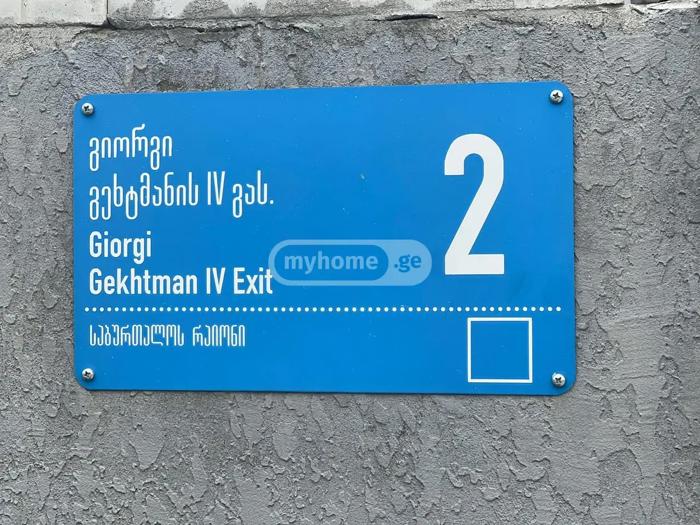 გიორგი
გეხტმანის IV გას.
Giorgi
Gekhtman IV Exit
2
myhome.ge
საბურთალოს რაიონი